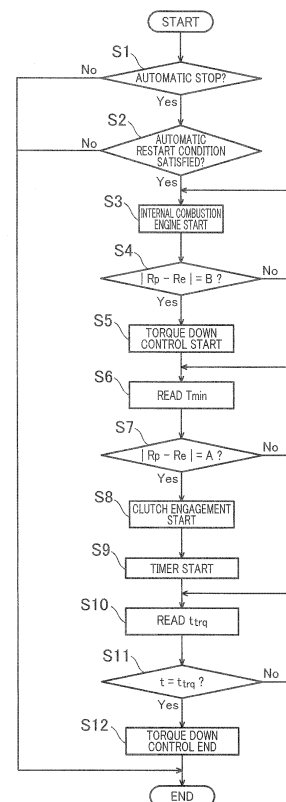 START
S1
AUTOMATIC STOP?
No
Yes
S2
AUTOMATIC
RESTART CONDITION
SATISFIED?
No
Yes
S3
INTERNAL COMBUSTION
ENGINE START
S4
| Rp - Re | = B ?
No
Yes
S5
TORQUE DOWN
CONTROL START
S6
READ Tmin
S7
| Rp - Re | = A ?
No
Yes
S8
CLUTCH ENGAGEMENT
START
S9
TIMER START
S10
READ ttrq
S11
t = ttrq ?
No
Yes
S12
TORQUE DOWN
CONTROL END
END